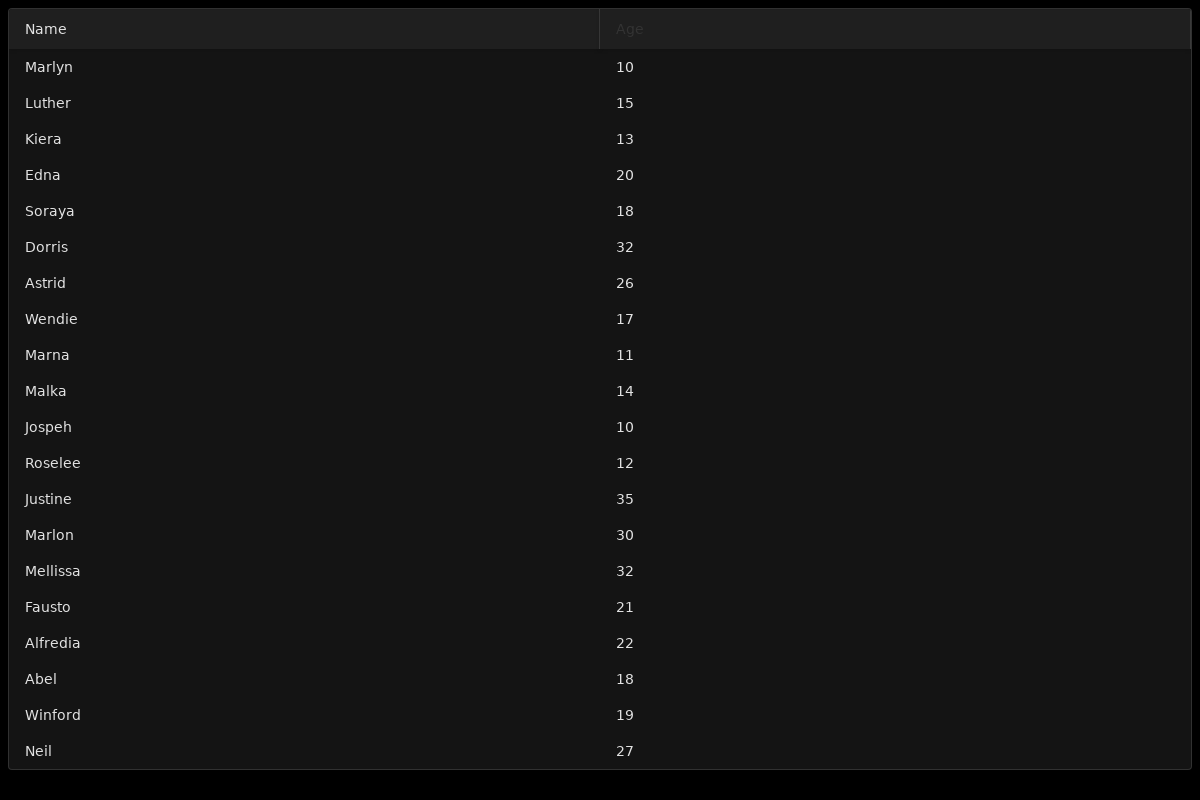 Name Age
Marlyn 10
Luther 15
Kiera 13
Edna 20
Soraya 18
Dorris 32
Astrid 26
Wendie 17
Marna 11
Malka 14
Jospeh 10
Roselee 12
Justine 35
Marlon 30
Mellissa 32
Fausto 21
Alfredia 22
Abel 18
Winford 19
Neil 27